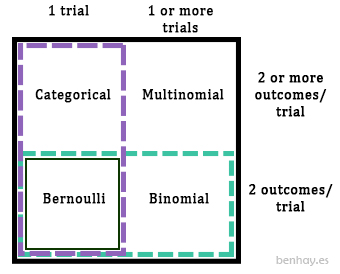 1 trial
1 or more
trials
Categorical
Multinomial
2 or more
outcomes/
trial
Bernoulli
Binomial
2 outcomes/
trial
benhay.es